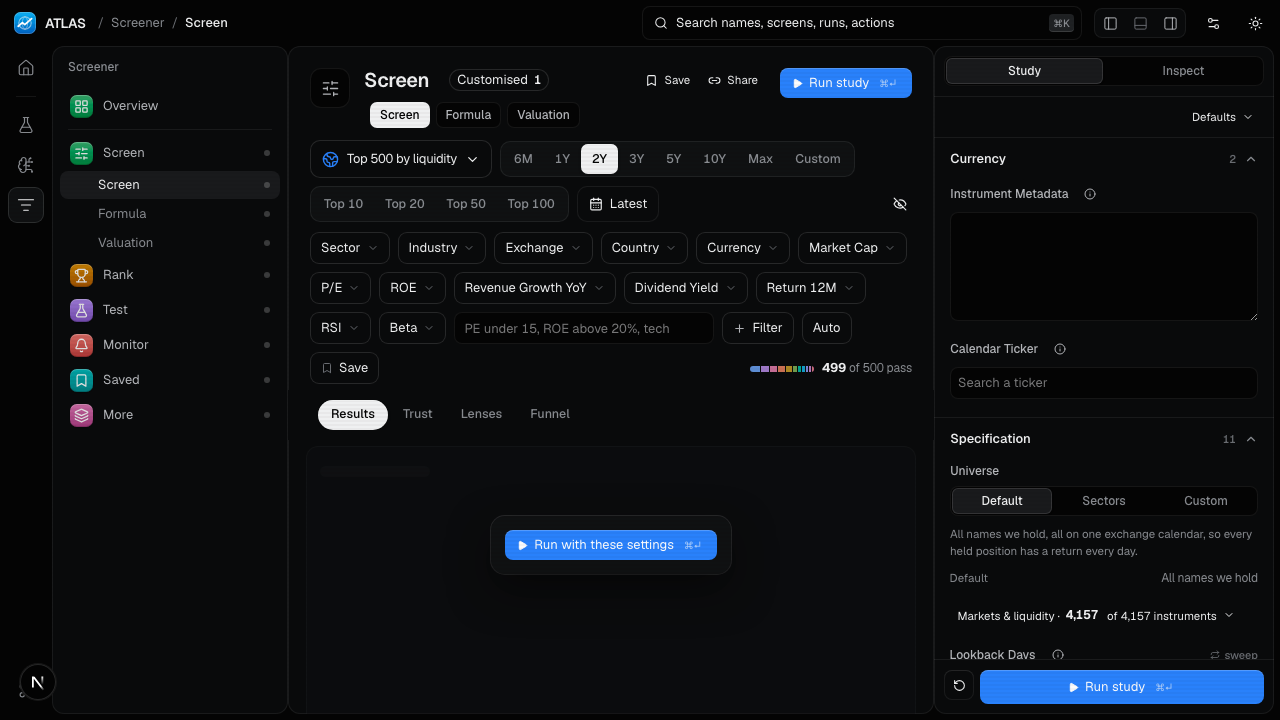 ATLAS / Screener / Screen
Search names, screens, runs, actions ⌘K
Screener
Overview
Screen
Screen
Formula
Valuation
Rank
Test
Monitor
Saved
More
N
Screen
Customised 1
Save
Share
Run study ⌘↵
Screen Formula Valuation
Top 500 by liquidity
6M 1Y 2Y 3Y 5Y 10Y Max Custom
Top 10 Top 20 Top 50 Top 100
Latest
Sector Industry Exchange Country Currency Market Cap
P/E ROE Revenue Growth YoY Dividend Yield Return 12M
RSI Beta PE under 15, ROE above 20%, tech Filter Auto
Save
499 of 500 pass
Results Trust Lenses Funnel
Run with these settings ⌘↵
Study Inspect
Defaults
Currency 2
Instrument Metadata
Calendar Ticker
Search a ticker
Specification 11
Universe
Default Sectors Custom
All names we hold, all on one exchange calendar, so every
held position has a return every day.
Default All names we hold
Markets & liquidity · 4,157 of 4,157 instruments
Lookback Days sweep
Run study ⌘↵